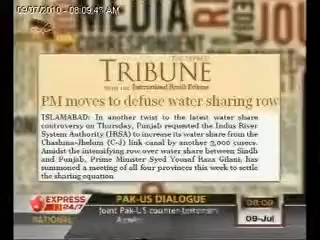 09/07/2010 - 08:09:47 AM
MEDIA
TRIBUNE
WITH THE International Herald Tribune
PM moves to defuse water sharing row
ISLAMABAD: In another twist to the latest water share
controversy on Thursday, Punjab requested the Indus River
System Authority (IRSA) to increase its water share from the
Chashma-Jhelum (C-J) link canal by another 3,000 cusecs.
Amidst the intensifying row over water share between Sindh
and Punjab, Prime Minister Syed Yousaf Raza Gilani, has
summoned a meeting of all four provinces this week to settle
the sharing equation.
EXPRESS
24/7
NATIONAL
PAK-US DIALOGUE
Joint Pak-US counter-terrorism
08:09
09-Jul